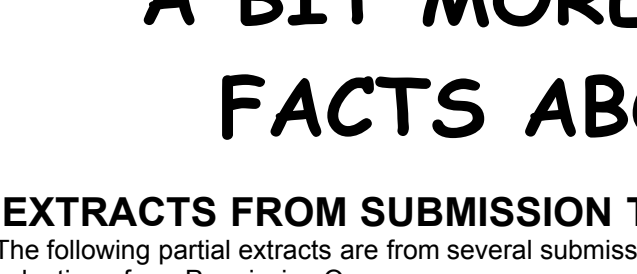 A BIT MORE
FACTS AB
EXTRACTS FROM SUBMISSION
The following partial extracts are from several submiss